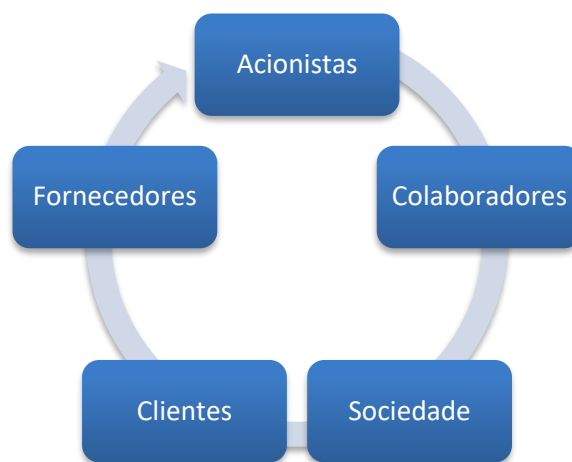 Acionistas
Colaboradores
Sociedade
Clientes
Fornecedores